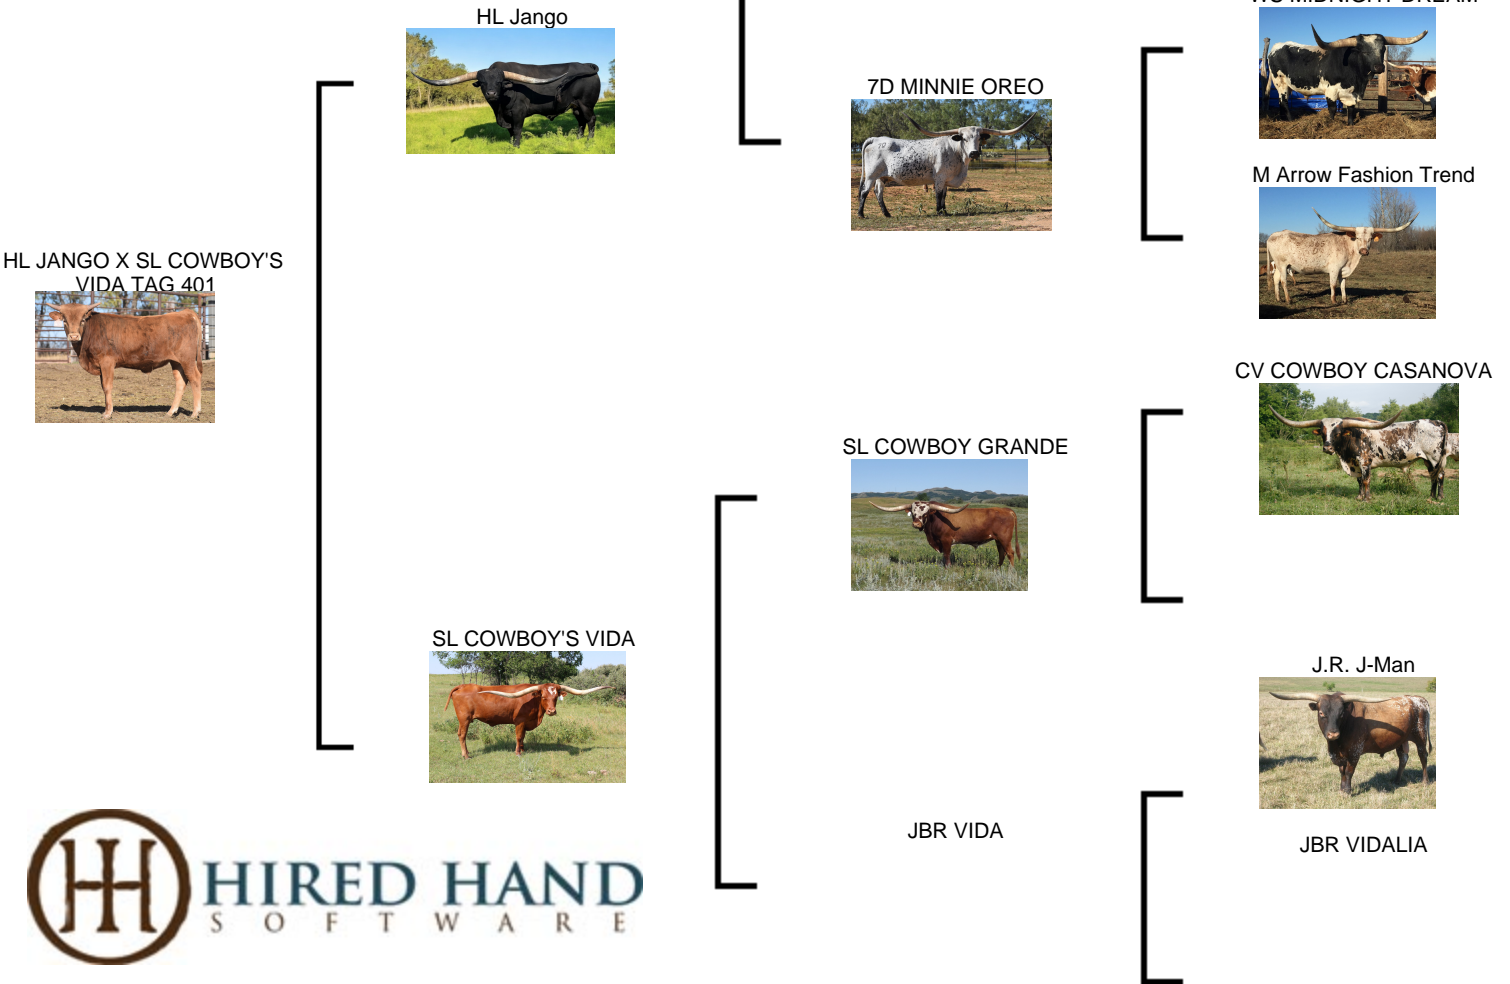 HL Jango
7D MINNIE OREO
M Arrow Fashion Trend
HL JANGO X SL COWBOY'S
VIDA TAG 401
CV COWBOY CASANOVA
SL COWBOY GRANDE
SL COWBOY'S VIDA
J.R. J-Man
JBR VIDA
JBR VIDALIA
HIRED HAND
SOFTWARE